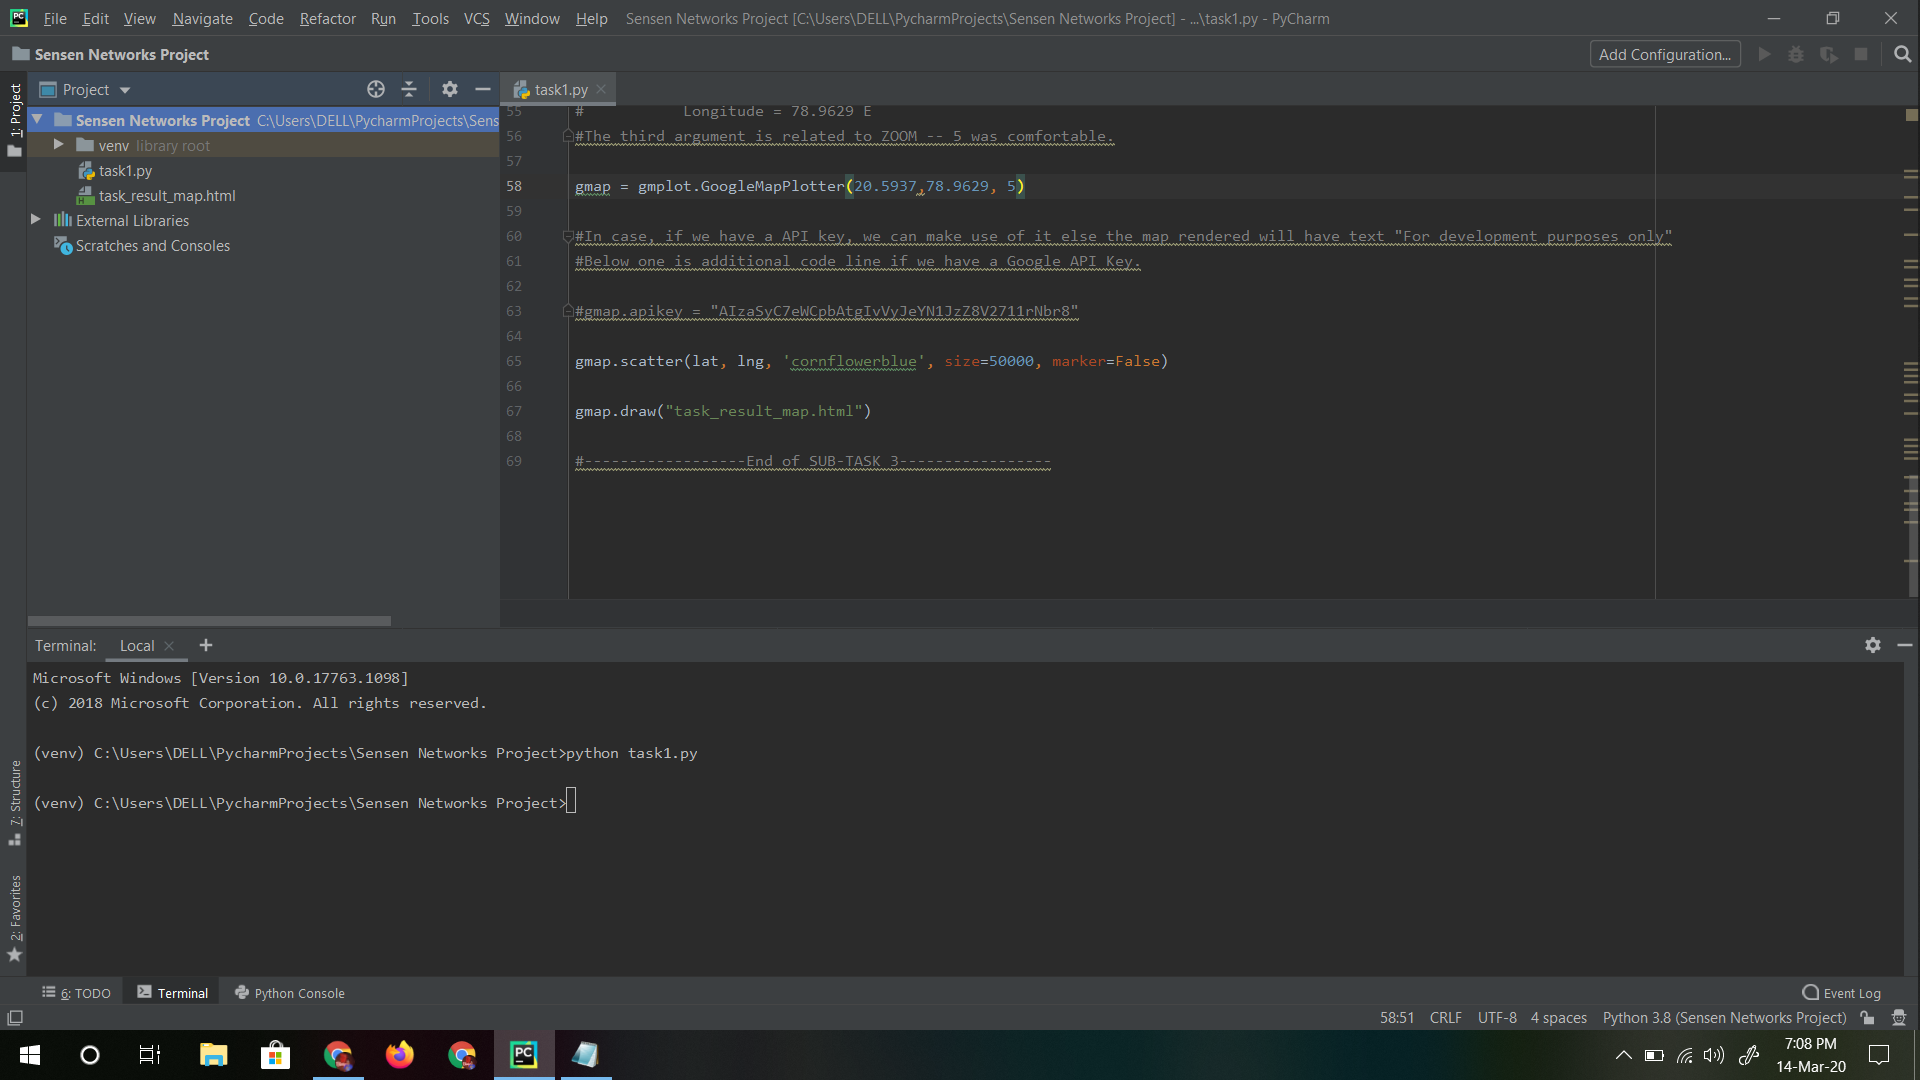 File Edit View Navigate Code Refactor Run Tools VCS Window Help Sensen Networks Project [C:\Users\DELL\PycharmProjects\Sensen Networks Project] - ...\task1.py - PyCharm
Sensen Networks Project
Add Configuration...
1: Project
Project
task1.py
Sensen Networks Project C:\Users\DELL\PycharmProjects\Sens
venv library root
task1.py
task_result_map.html
External Libraries
Scratches and Consoles
55 # Longitude = 78.9629 E
56 #The third argument is related to ZOOM -- 5 was comfortable.
57
58 gmap = gmplot.GoogleMapPlotter(20.5937,78.9629, 5)
59
60 #In case, if we have a API key, we can make use of it else the map rendered will have text "For development purposes only"
61 #Below one is additional code line if we have a Google API Key.
62
63 #gmap.apikey = "AIzaSyC7eWCpbAtgIvVyJeYN1JzZ8V2711rNbr8"
64
65 gmap.scatter(lat, lng, 'cornflowerblue', size=50000, marker=False)
66
67 gmap.draw("task_result_map.html")
68
69 #------------------End of SUB-TASK 3-----------------
Terminal: Local
Microsoft Windows [Version 10.0.17763.1098]
(c) 2018 Microsoft Corporation. All rights reserved.
(venv) C:\Users\DELL\PycharmProjects\Sensen Networks Project>python task1.py
(venv) C:\Users\DELL\PycharmProjects\Sensen Networks Project>
7: Structure
2: Favorites
6: TODO Terminal Python Console Event Log
58:51 CRLF UTF-8 4 spaces Python 3.8 (Sensen Networks Project)
7:08 PM
14-Mar-20